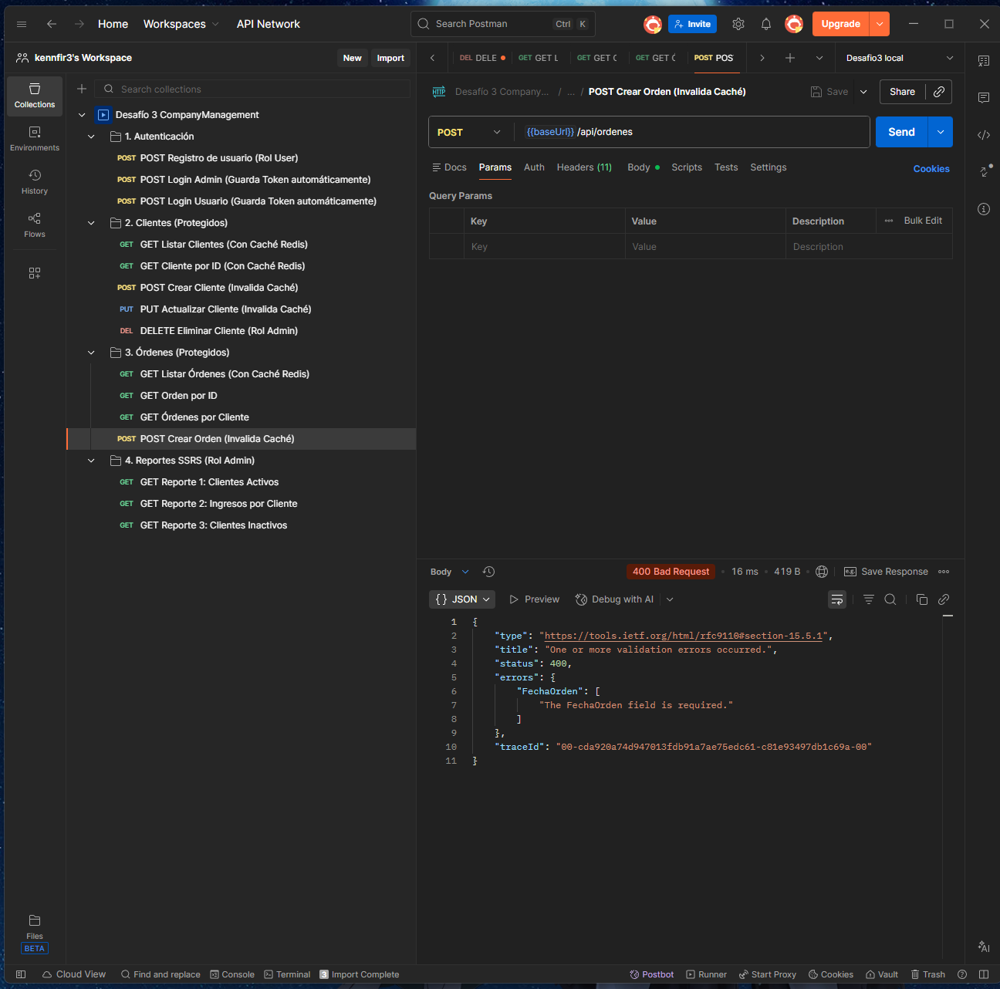 Home
Workspaces
API Network
Search Postman
Ctrl
K
Invite
Upgrade
kennfir3's Workspace
New
Import
DEL DELE
GET GET L
GET GET C
GET GET Ó
POST POS
Desafio3 local
Collections
Environments
History
Flows
Search collections
Desafío 3 CompanyManagement
1. Autenticación
POST POST Registro de usuario (Rol User)
POST POST Login Admin (Guarda Token automáticamente)
POST POST Login Usuario (Guarda Token automáticamente)
2. Clientes (Protegidos)
GET GET Listar Clientes (Con Caché Redis)
GET GET Cliente por ID (Con Caché Redis)
POST POST Crear Cliente (Invalida Caché)
PUT PUT Actualizar Cliente (Invalida Caché)
DEL DELETE Eliminar Cliente (Rol Admin)
3. Órdenes (Protegidos)
GET GET Listar Órdenes (Con Caché Redis)
GET GET Orden por ID
GET GET Órdenes por Cliente
POST POST Crear Orden (Invalida Caché)
4. Reportes SSRS (Rol Admin)
GET GET Reporte 1: Clientes Activos
GET GET Reporte 2: Ingresos por Cliente
GET GET Reporte 3: Clientes Inactivos
HTTP
Desafío 3 Company... / ... / POST Crear Orden (Invalida Caché)
Save
Share
POST
{{baseUrl}} /api/ordenes
Send
Docs
Params
Auth
Headers (11)
Body
Scripts
Tests
Settings
Cookies
Query Params
Key
Value
Description
Bulk Edit
Key
Value
Description
Body
400 Bad Request
16 ms
419 B
e.g.
Save Response
{} JSON
Preview
Debug with AI
1 {
2 "type": "https://tools.ietf.org/html/rfc9110#section-15.5.1",
3 "title": "One or more validation errors occurred.",
4 "status": 400,
5 "errors": {
6 "FechaOrden": [
7 "The FechaOrden field is required."
8 ]
9 },
10 "traceId": "00-cda920a74d947013fdb91a7ae75edc61-c81e93497db1c69a-00"
11 }
Files
BETA
AI
Cloud View
Find and replace
Console
Terminal
3 Import Complete
Postbot
Runner
Start Proxy
Cookies
Vault
Trash